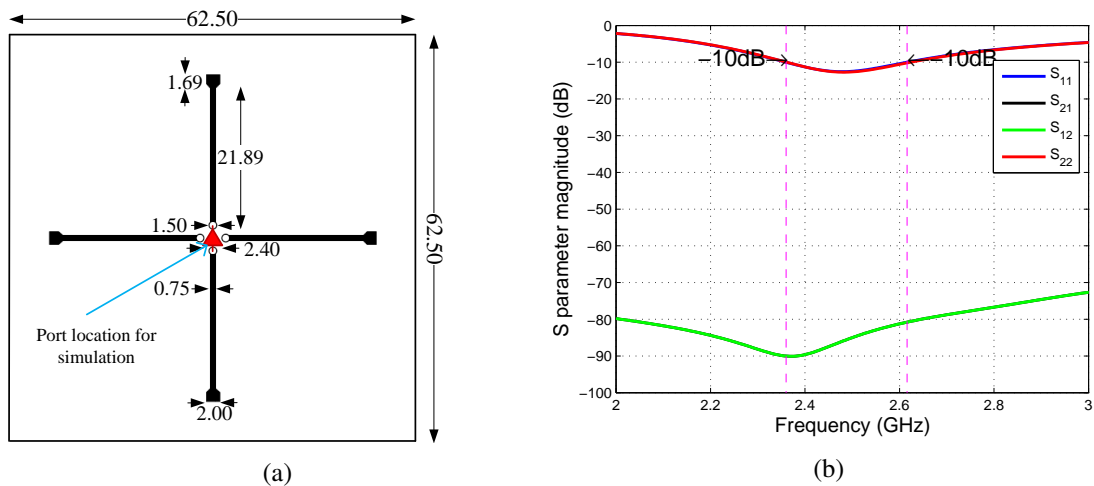 62.50
1.69
21.89
1.50
2.40
0.75
Port location for
simulation
2.00
62.50
(a)
0
−10
−20
−30
−40
−50
−60
−70
−80
−90
−100
S parameter magnitude (dB)
−10dB
−10dB
S11
S21
S12
S22
2
2.2
2.4
2.6
2.8
3
Frequency (GHz)
(b)